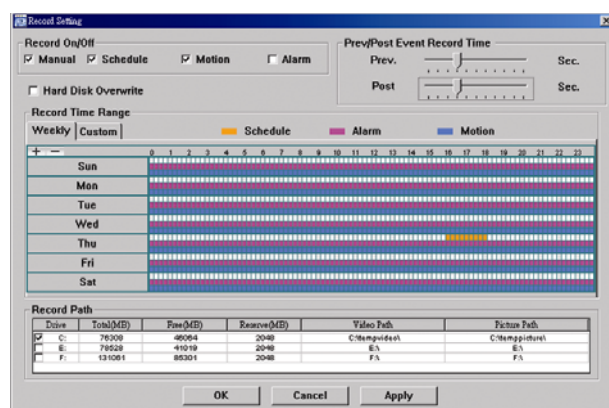 Record Setting
Record On/Off
Manual Schedule Motion Alarm
Prev/Post Event Record Time
Prev. Sec.
Post Sec.
Hard Disk Overwrite
Record Time Range
Weekly Custom Schedule Alarm Motion
+ - 0 1 2 3 4 5 6 7 8 9 10 11 12 13 14 15 16 17 18 19 20 21 22 23
Sun
Mon
Tue
Wed
Thu
Fri
Sat
Record Path
Drive Total(MB) Free(MB) Reserve(MB) Video Path Picture Path
C: 76308 46064 2048 C:\tempvideo\ C:\temppicture\
E: 78528 41019 2048 E:\ E:\
F: 131061 85301 2048 F:\ F:\
OK Cancel Apply